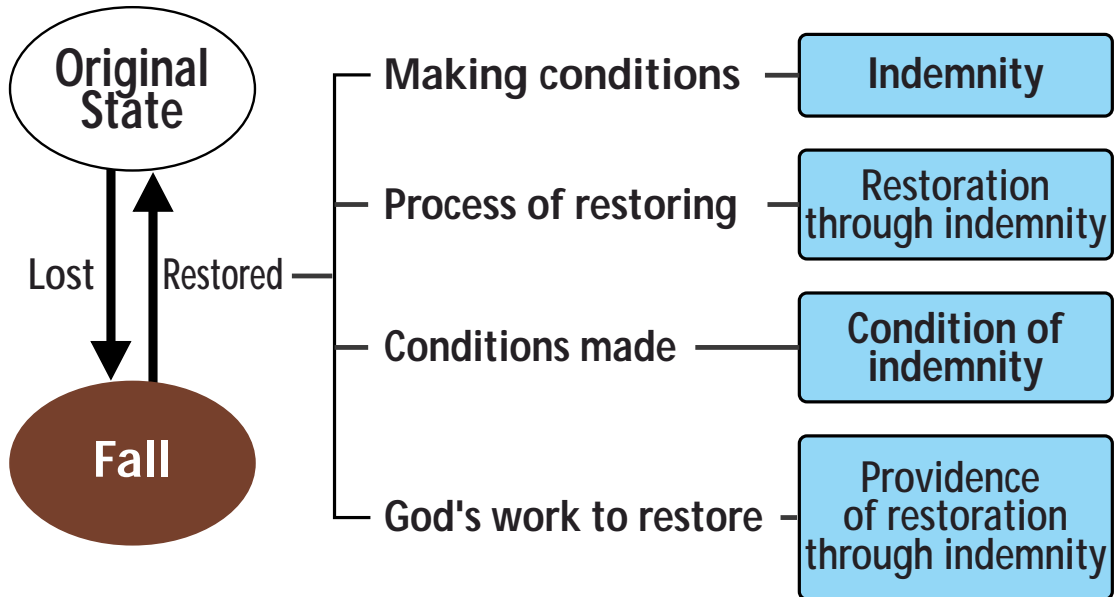 Original
State
Lost
Restored
Fall
Making conditions
Indemnity
Process of restoring
Restoration
through indemnity
Conditions made
Condition of
indemnity
God's work to restore
Providence
of restoration
through indemnity